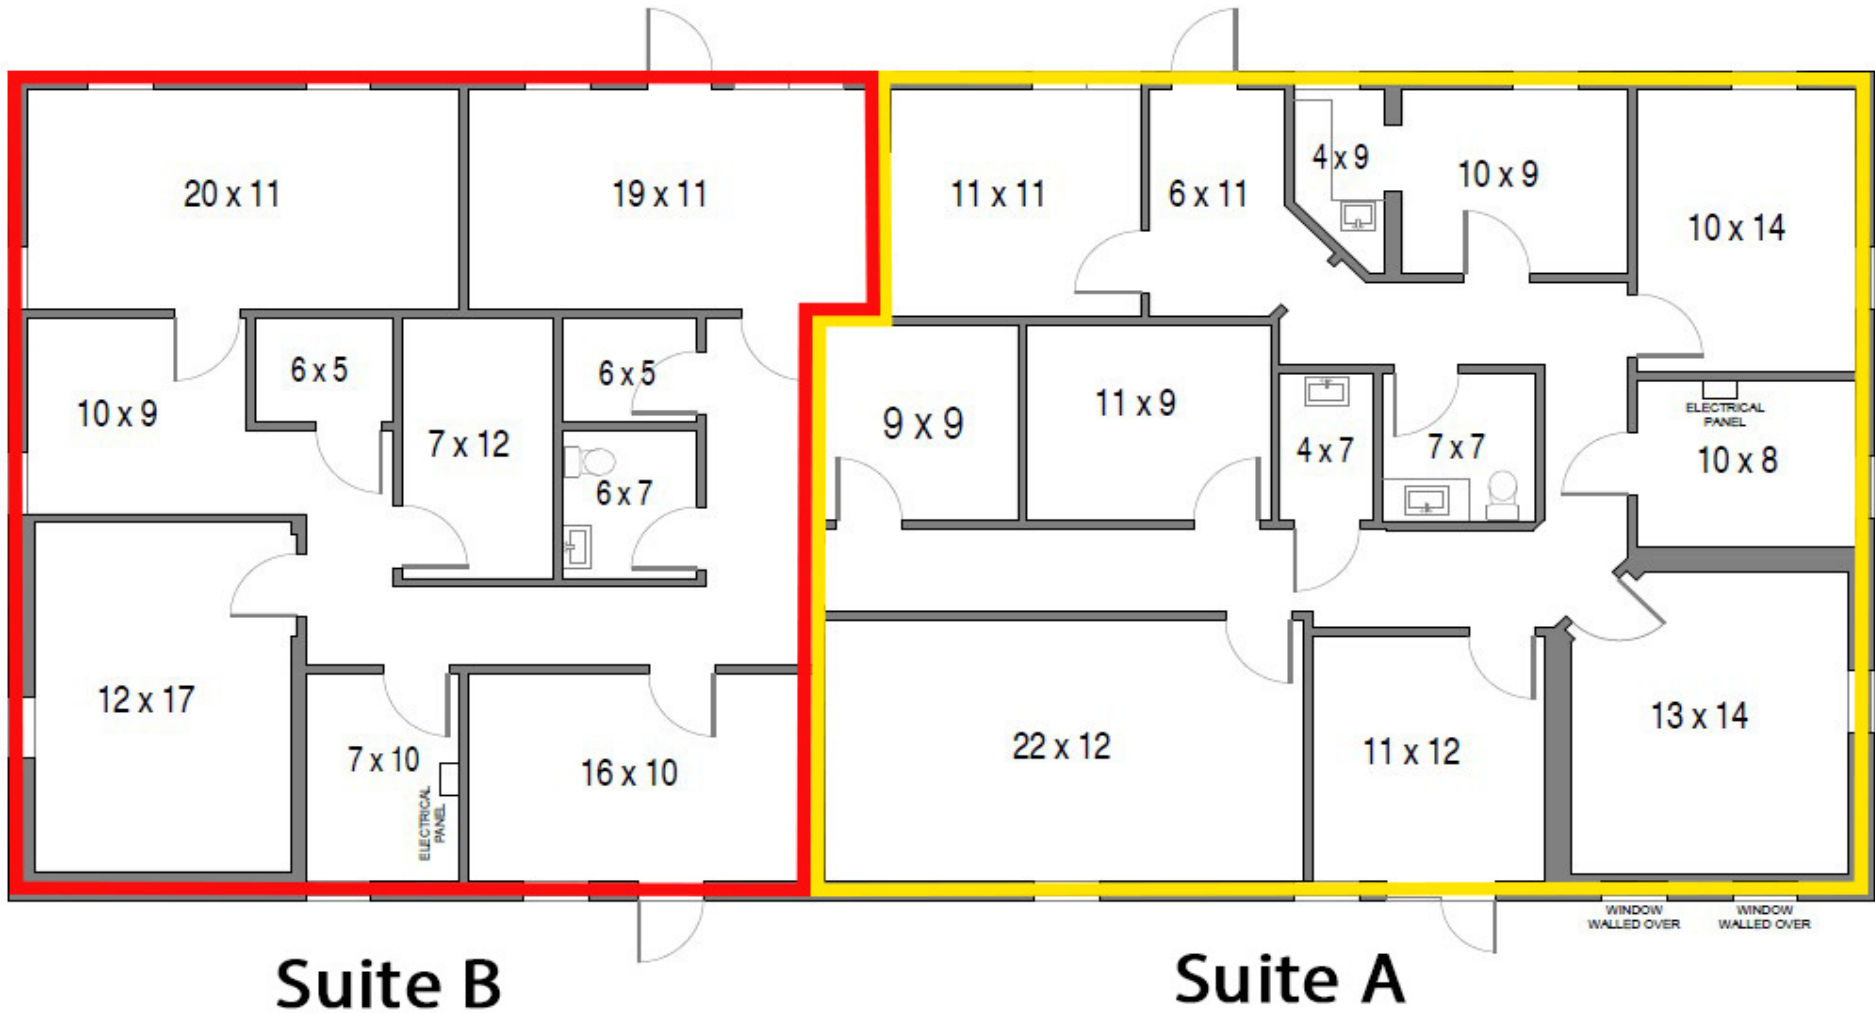 20 x 11
19 x 11
11 x 11
6 x 11
4 x 9
10 x 9
10 x 14
10 x 9
6 x 5
7 x 12
6 x 5
6 x 7
9 x 9
11 x 9
4 x 7
7 x 7
ELECTRICAL
PANEL
10 x 8
12 x 17
7 x 10
ELECTRICAL
PANEL
16 x 10
22 x 12
11 x 12
13 x 14
WINDOW
WALLED OVER
WINDOW
WALLED OVER
Suite B
Suite A